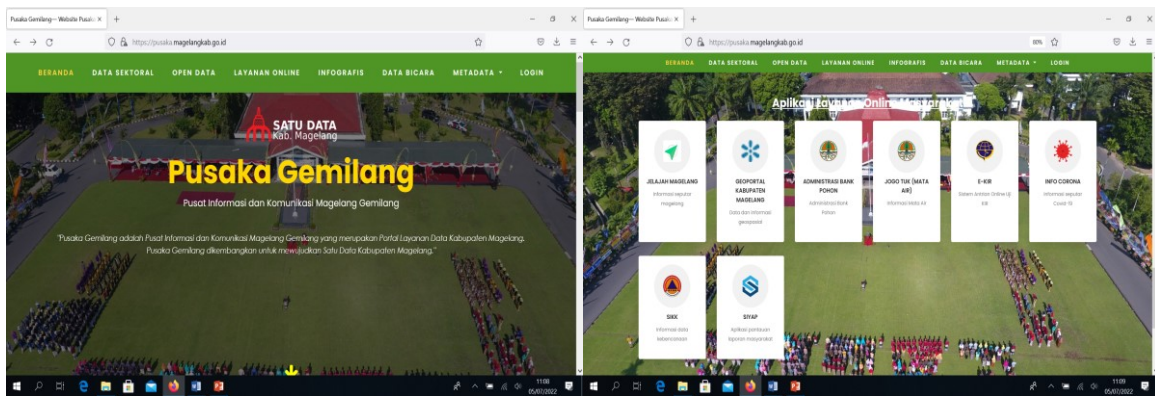 Pusaka Gemilang— Website Pusak
https://pusaka.magelangkab.go.id
BERANDA DATA SEKTORAL OPEN DATA LAYANAN ONLINE INFOGRAFIS DATA BICARA METADATA LOGIN
SATU DATA
Kab. Magelang
Pusaka Gemilang
Pusat Informasi dan Komunikasi Magelang Gemilang
"Pusaka Gemilang adalah Pusat Informasi dan Komunikasi Magelang Gemilang yang merupakan Portal Layanan Data Kabupaten Magelang.
Pusaka Gemilang dikembangkan untuk mewujudkan Satu Data Kabupaten Magelang."
11:08
05/07/2022
Pusaka Gemilang— Website Pusak
https://pusaka.magelangkab.go.id
80%
BERANDA DATA SEKTORAL OPEN DATA LAYANAN ONLINE INFOGRAFIS DATA BICARA METADATA LOGIN
Aplikasi Layanan Online Masyarakat
JELAJAH MAGELANG
Informasi seputar
magelang
GEOPORTAL
KABUPATEN
MAGELANG
Data dan Informasi
geospasial
ADMINISTRASI BANK
POHON
Administrasi Bank
Pohon
JOGO TUK (MATA
AIR)
Informasi Mata Air
E-KIR
Sistem Antrian Online Uji
KIR
INFO CORONA
Informasi seputar
Covid-19
SIKK
Informasi data
kebencanaan
SIYAP
Aplikasi pantauan
laporan masyarakat
11:09
05/07/2022